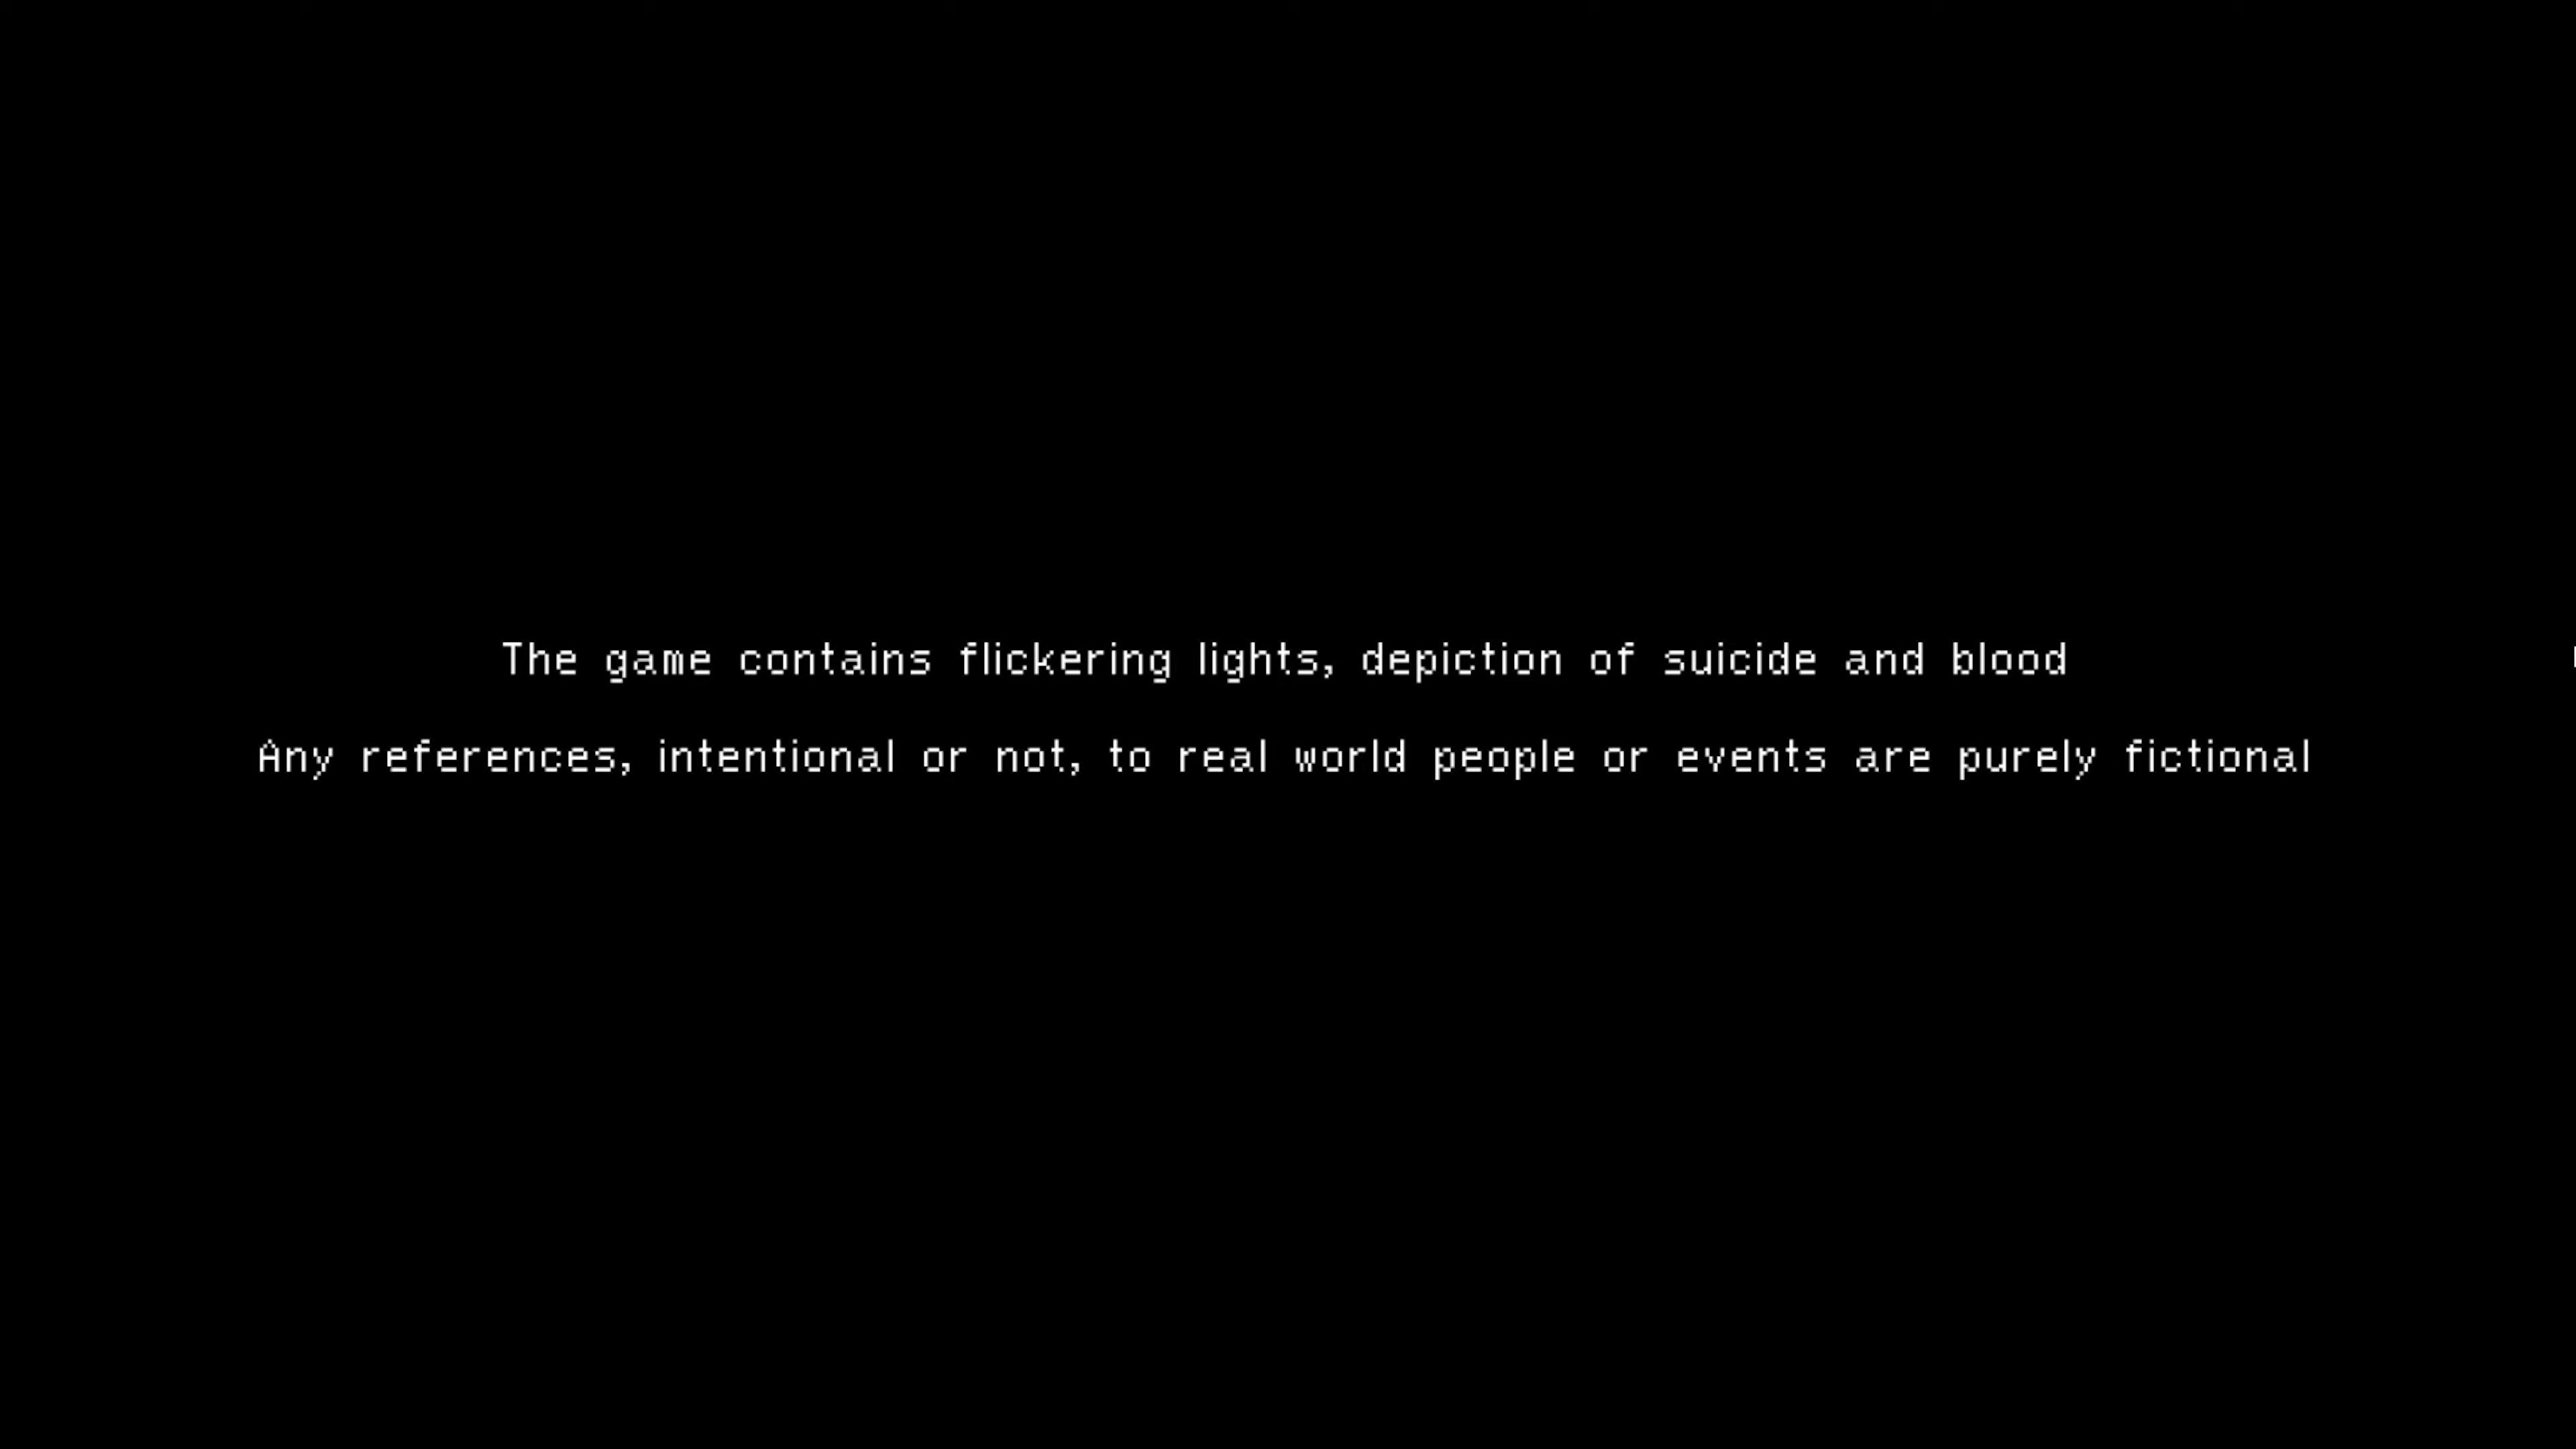 The game contains flickering lights, depiction of suicide and blood
Any references, intentional or not, to real world people or events are purely fictional